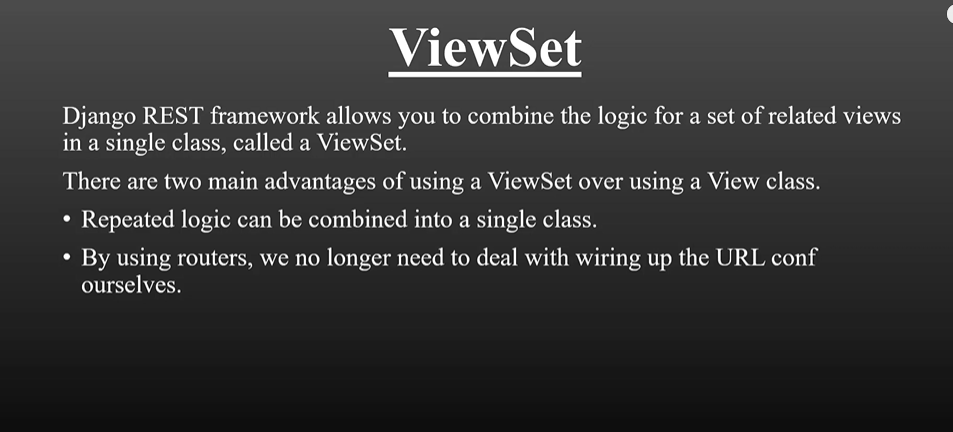 ViewSet
Django REST framework allows you to combine the logic for a set of related views
in a single class, called a ViewSet.
There are two main advantages of using a ViewSet over using a View class.
• Repeated logic can be combined into a single class.
• By using routers, we no longer need to deal with wiring up the URL conf
ourselves.